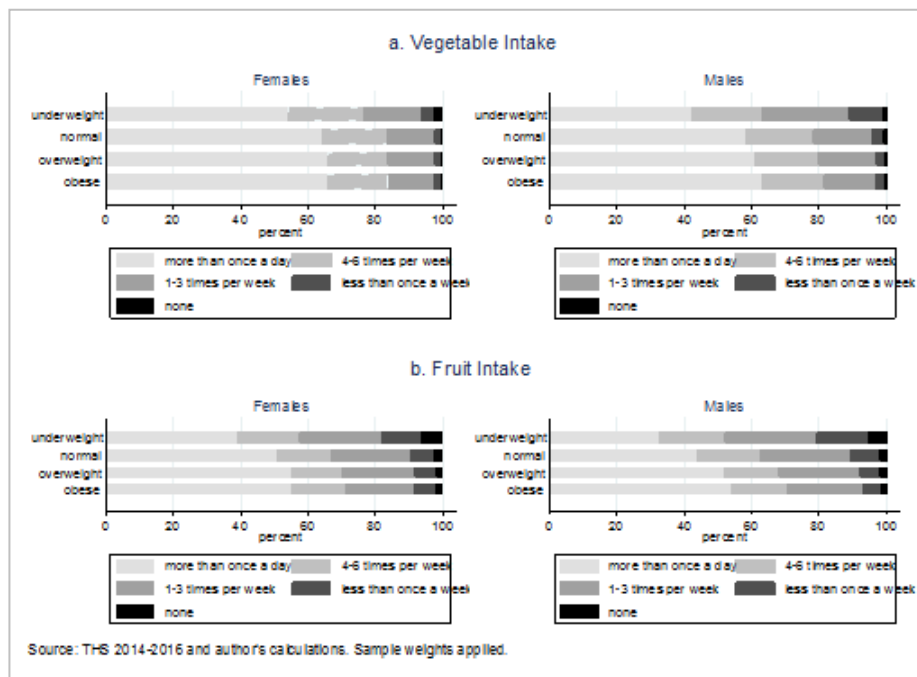 a. Vegetable Intake
Females
Males
underweight
normal
overweight
obese
0 20 40 60 80 100
percent
underweight
normal
overweight
obese
0 20 40 60 80 100
percent
more than once a day
4-6 times per week
1-3 times per week
less than once a week
none
more than once a day
4-6 times per week
1-3 times per week
less than once a week
none
b. Fruit Intake
Females
Males
underweight
normal
overweight
obese
0 20 40 60 80 100
percent
underweight
normal
overweight
obese
0 20 40 60 80 100
percent
more than once a day
4-6 times per week
1-3 times per week
less than once a week
none
more than once a day
4-6 times per week
1-3 times per week
less than once a week
none
Source: THS 2014-2016 and author's calculations. Sample weights applied.